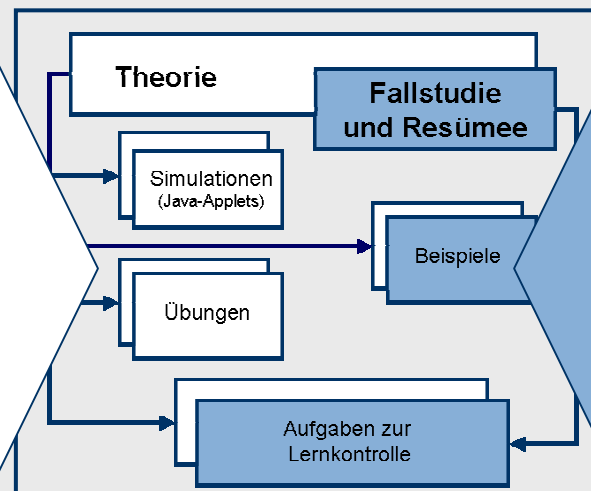 Theorie
Fallstudie
und Resümee
Simulationen
(Java-Applets)
Beispiele
Übungen
Aufgaben zur
Lernkontrolle